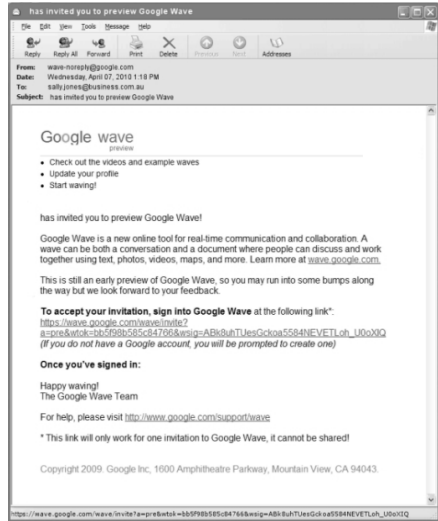 has invited you to preview Google Wave
File Edit View Tools Message Help
Reply Reply All Forward Print Delete Previous Next Addresses
From: wave-noreply@google.com
Date: Wednesday, April 07, 2010 1:18 PM
To: sally.jones@business.com.au
Subject: has invited you to preview Google Wave
Google wave
preview
• Check out the videos and example waves
• Update your profile
• Start waving!
has invited you to preview Google Wave!
Google Wave is a new online tool for real-time communication and collaboration. A
wave can be both a conversation and a document where people can discuss and work
together using text, photos, videos, maps, and more. Learn more at wave.google.com.
This is still an early preview of Google Wave, so you may run into some bumps along
the way but we look forward to your feedback.
To accept your invitation, sign into Google Wave at the following link*:
https://wave.google.com/wave/invite?
a=pre&wtok=bb5f98b585c84766&wsig=ABk8uhTUesGckoa5584NEVETLoh_U0oXIQ
(If you do not have a Google account, you will be prompted to create one)
Once you've signed in:
Happy waving!
The Google Wave Team
For help, please visit http://www.google.com/support/wave
* This link will only work for one invitation to Google Wave, it cannot be shared!
Copyright 2009. Google Inc, 1600 Amphitheatre Parkway, Mountain View, CA 94043.
https://wave.google.com/wave/invite?a=pre&wtok=bb5f98b585c84766&wsig=ABk8uhTUesGckoa5584NEVETLoh_U0oXIQ